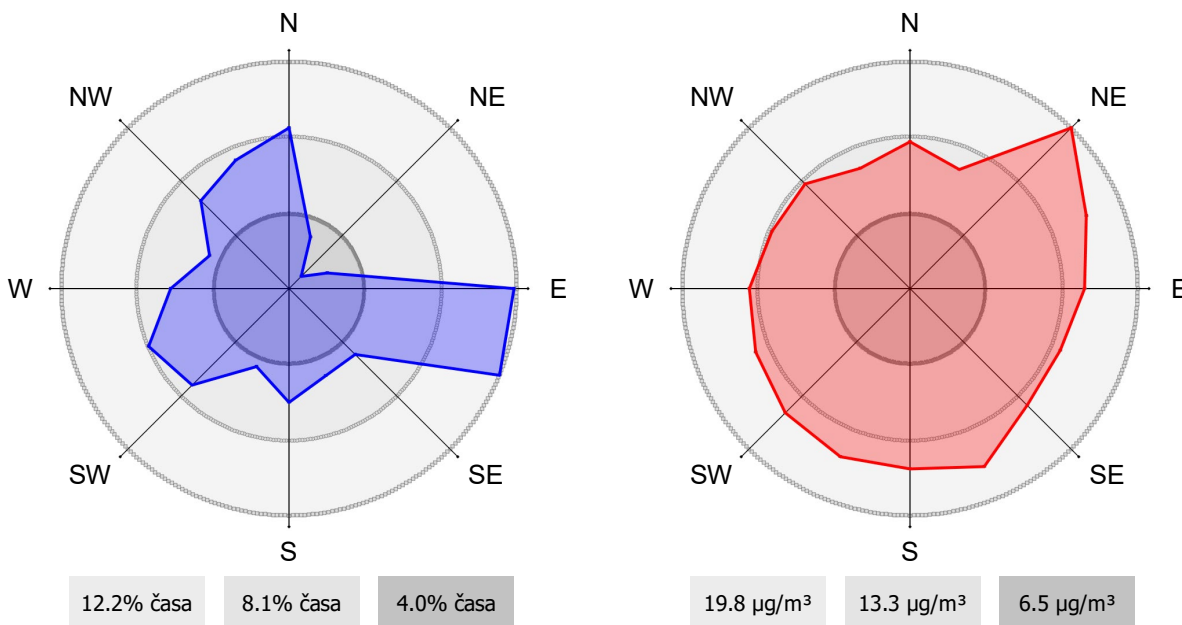 N
NE
E
SE
S
SW
W
NW
12.2% časa
8.1% časa
4.0% časa
N
NE
E
SE
S
SW
W
NW
19.8 µg/m³
13.3 µg/m³
6.5 µg/m³